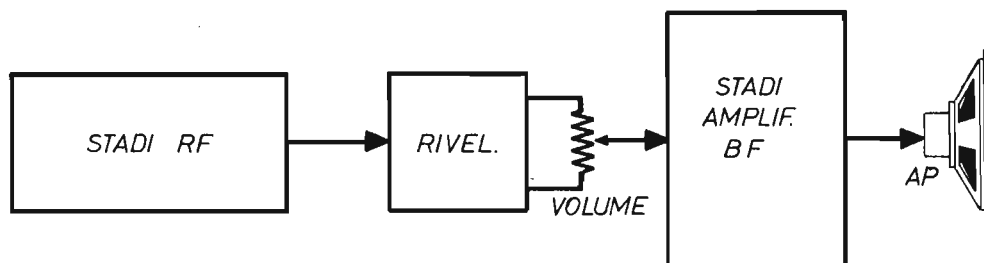 STADI RF
RIVEL.
VOLUME
STADI
AMPLIF.
BF
AP